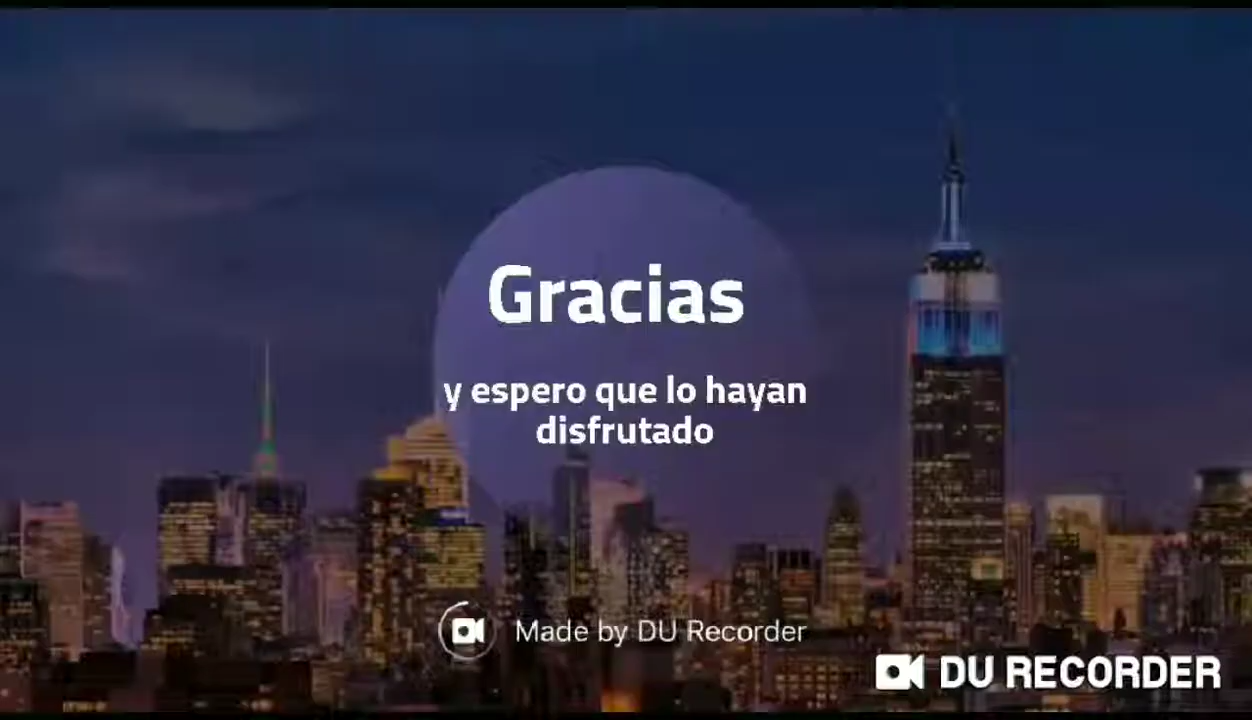 Gracias
y espero que lo hayan
disfrutado
Made by DU Recorder
DU RECORDER